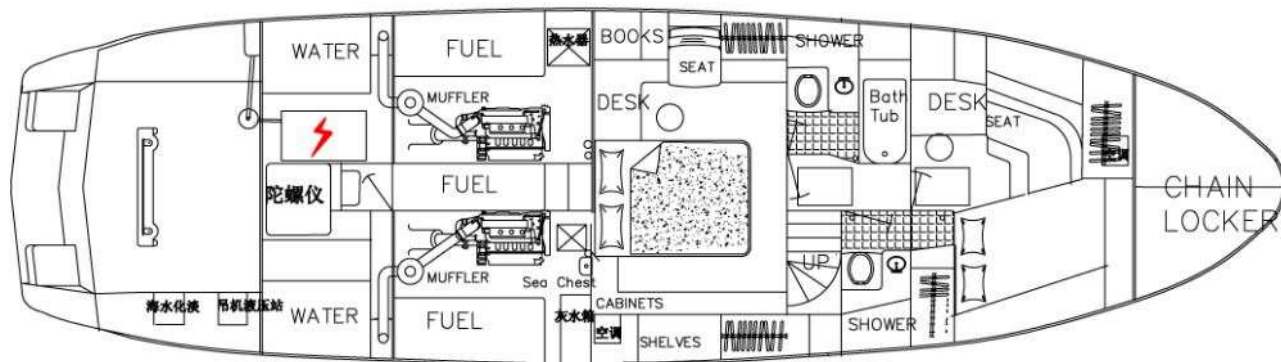 WATER
FUEL
热水器
BOOKS
SHOWER
SEAT
MUFFLER
DESK
Bath
Tub
DESK
SEAT
陀螺仪
FUEL
CHAIN
LOCKER
MUFFLER
Sea Chest
UP
海水化淡
吊机液压站
WATER
FUEL
灰水箱
CABINETS
空调
SHELVES
SHOWER